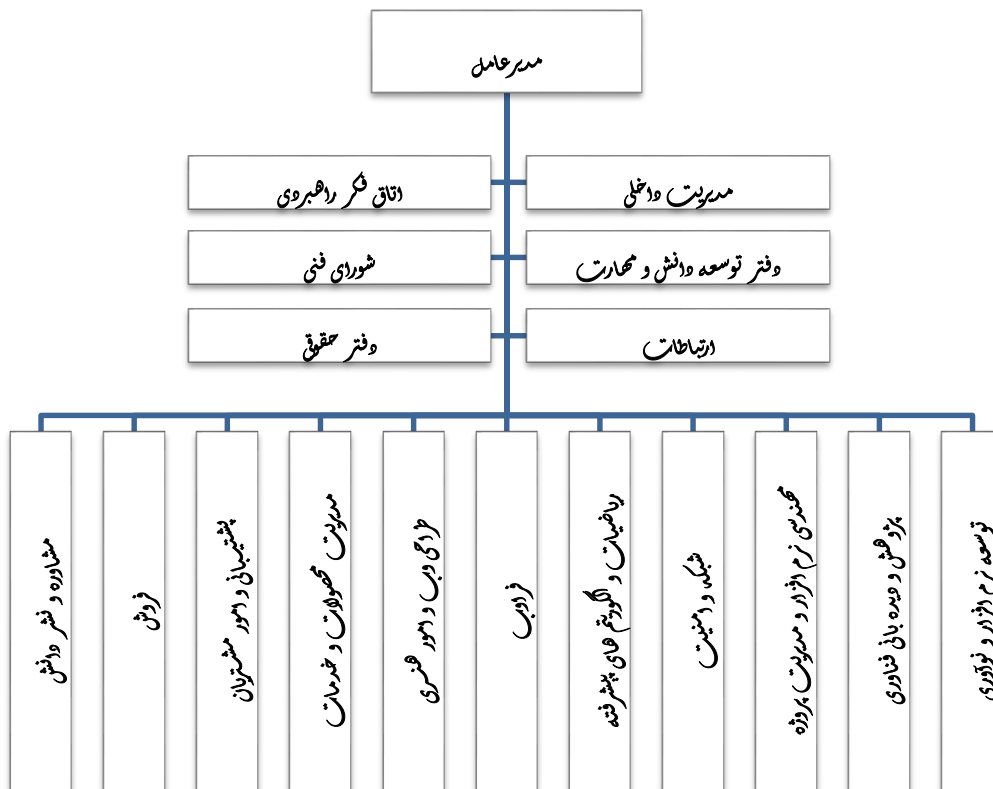 مدیرعامل
مدیریت داخلی
اتاق فکر راهبردی
دفتر توسعه دانش و مهارت
شورای فنی
ارتباطات
دفتر حقوقی
توسعه نرم افزار و نوآوری
پژوهش و دیده بانی فناوری
مهندسی نرم افزار و مدیریت پروژه
شبکه و امنیت
ریاضیات و الگوریتم های پیشرفته
فراوب
طراحی وب و امور هنری
مدیریت محصولات و خدمات
پشتیبانی و امور مشتریان
فروش
مشاوره و نشر دانش